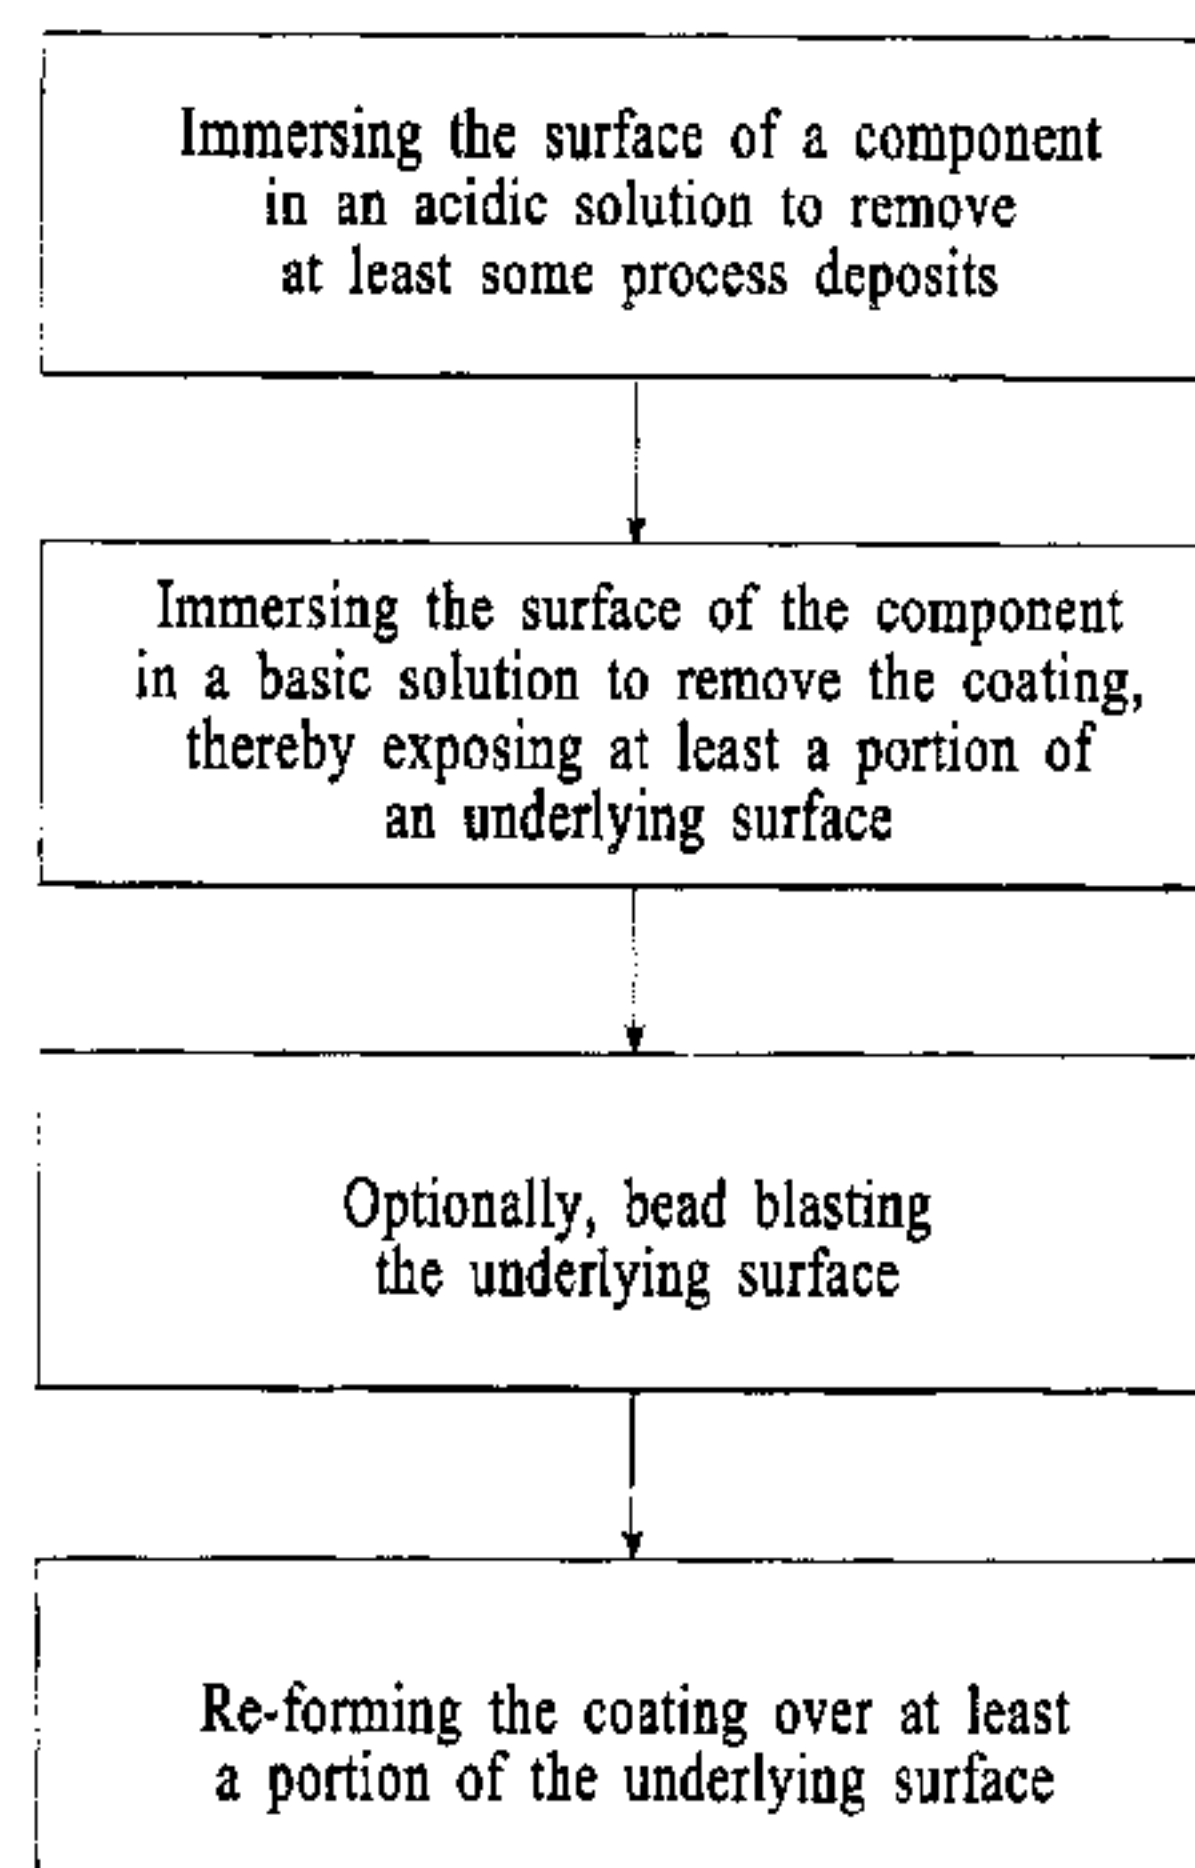 Immersing the surface of a component
in an acidic solution to remove
at least some process deposits
Immersing the surface of the component
in a basic solution to remove the coating,
thereby exposing at least a portion of
an underlying surface
Optionally, bead blasting
the underlying surface
Re-forming the coating over at least
a portion of the underlying surface